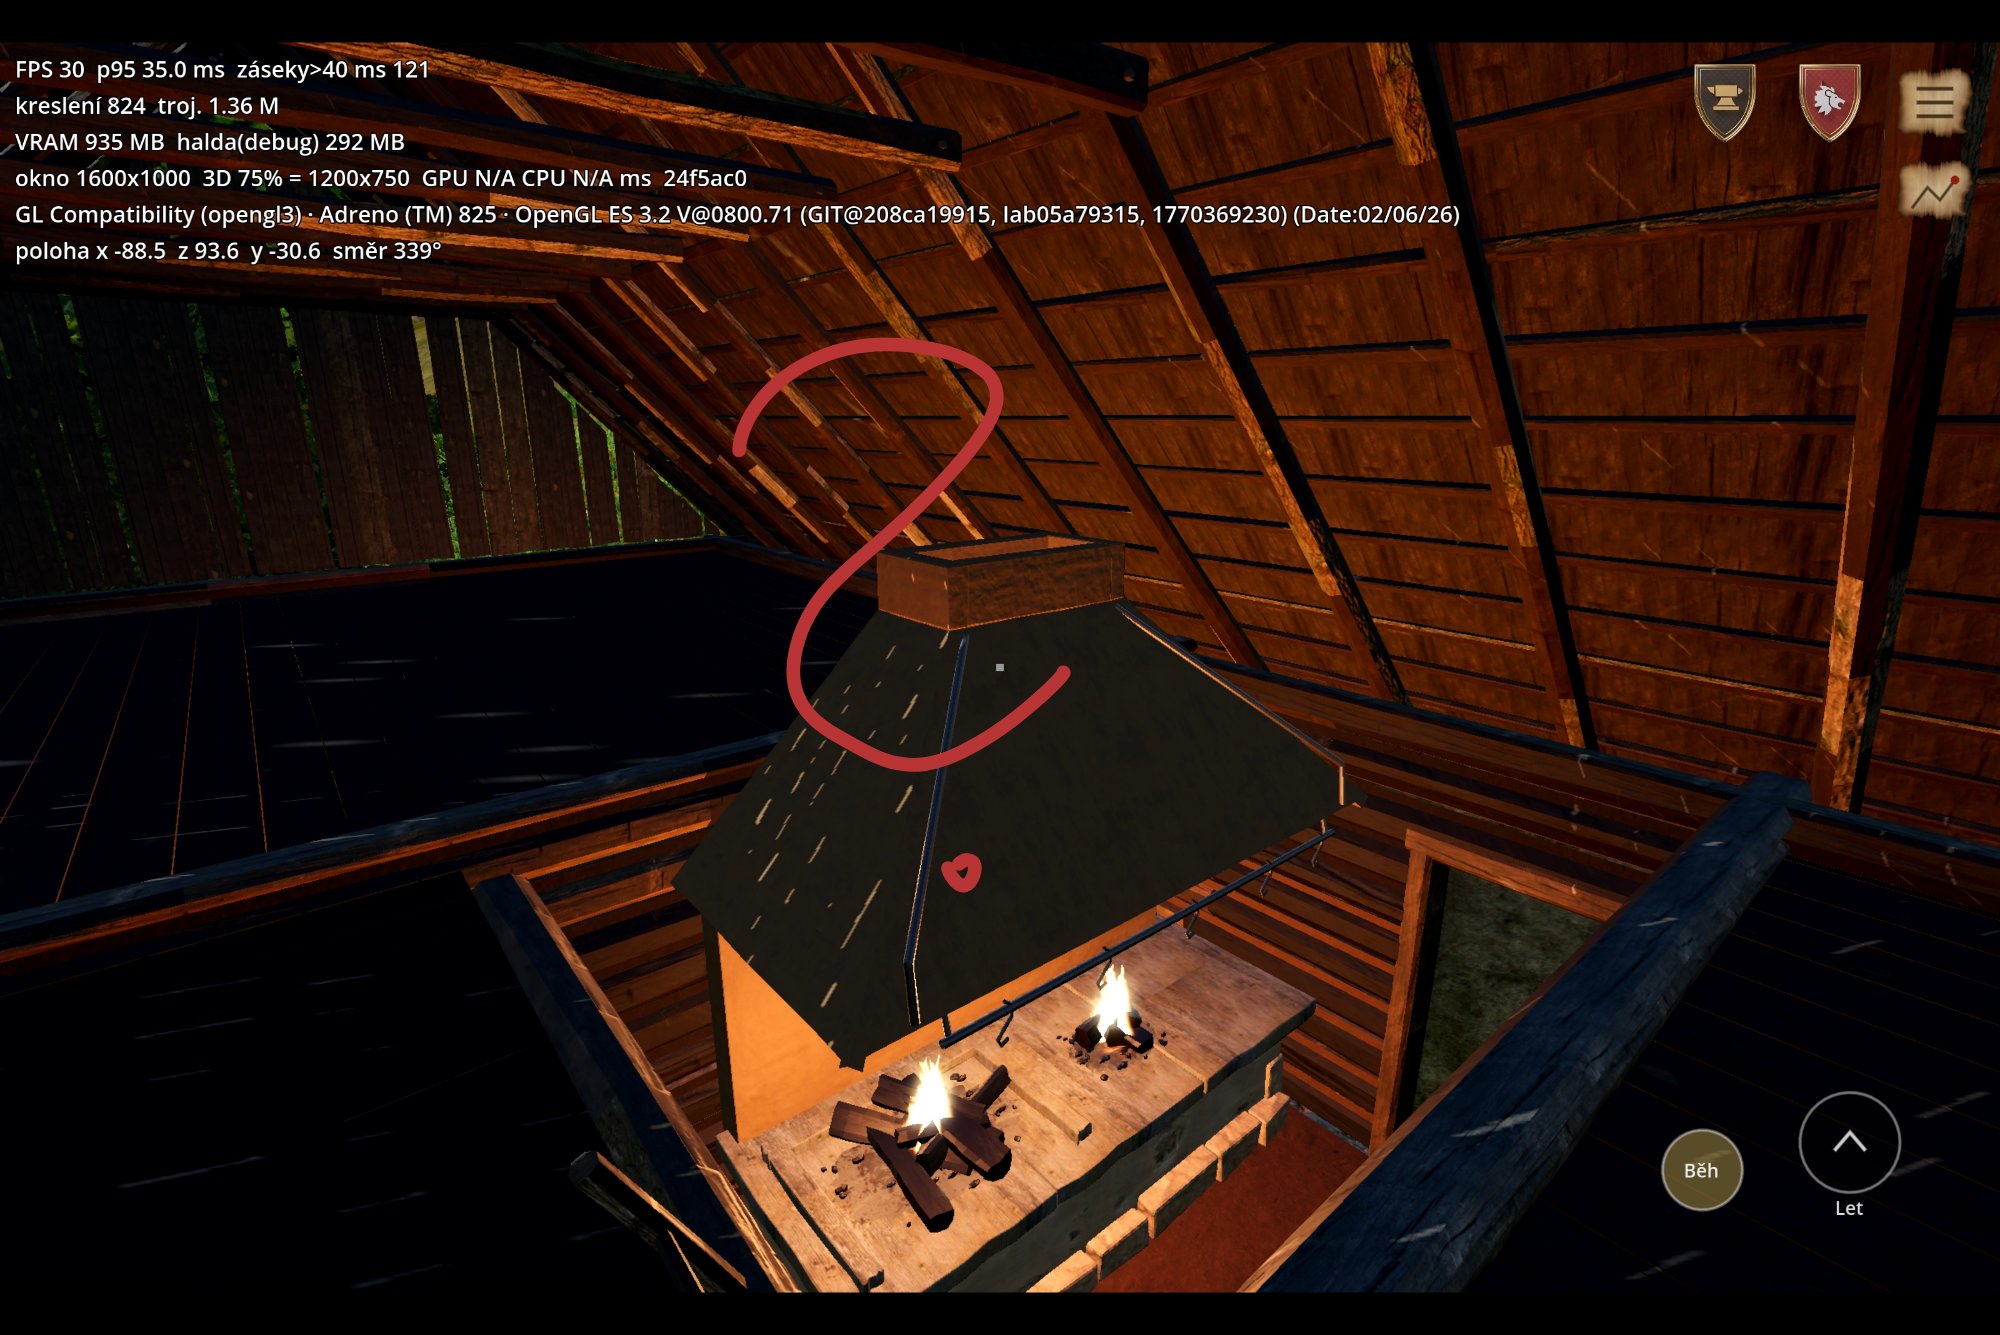 FPS 30  p95 35.0 ms  záseky>40 ms 121
kreslení 824  troj. 1.36 M
VRAM 935 MB  halda(debug) 292 MB
okno 1600x1000  3D 75% = 1200x750  GPU N/A CPU N/A ms  24f5ac0
GL Compatibility (opengl3) · Adreno (TM) 825 · OpenGL ES 3.2 V@0800.71 (GIT@208ca19915, Iab05a79315, 1770369230) (Date:02/06/26)
poloha x -88.5  z 93.6  y -30.6  směr 339°
?
Běh
Let